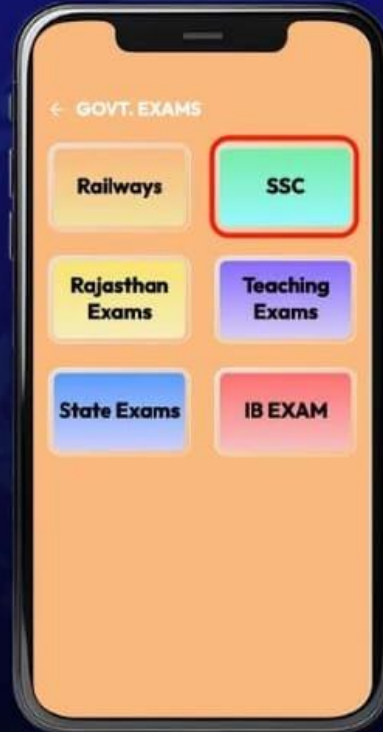 ← GOVT. EXAMS
Railways
SSC
Rajasthan
Exams
Teaching
Exams
State Exams
IB EXAM